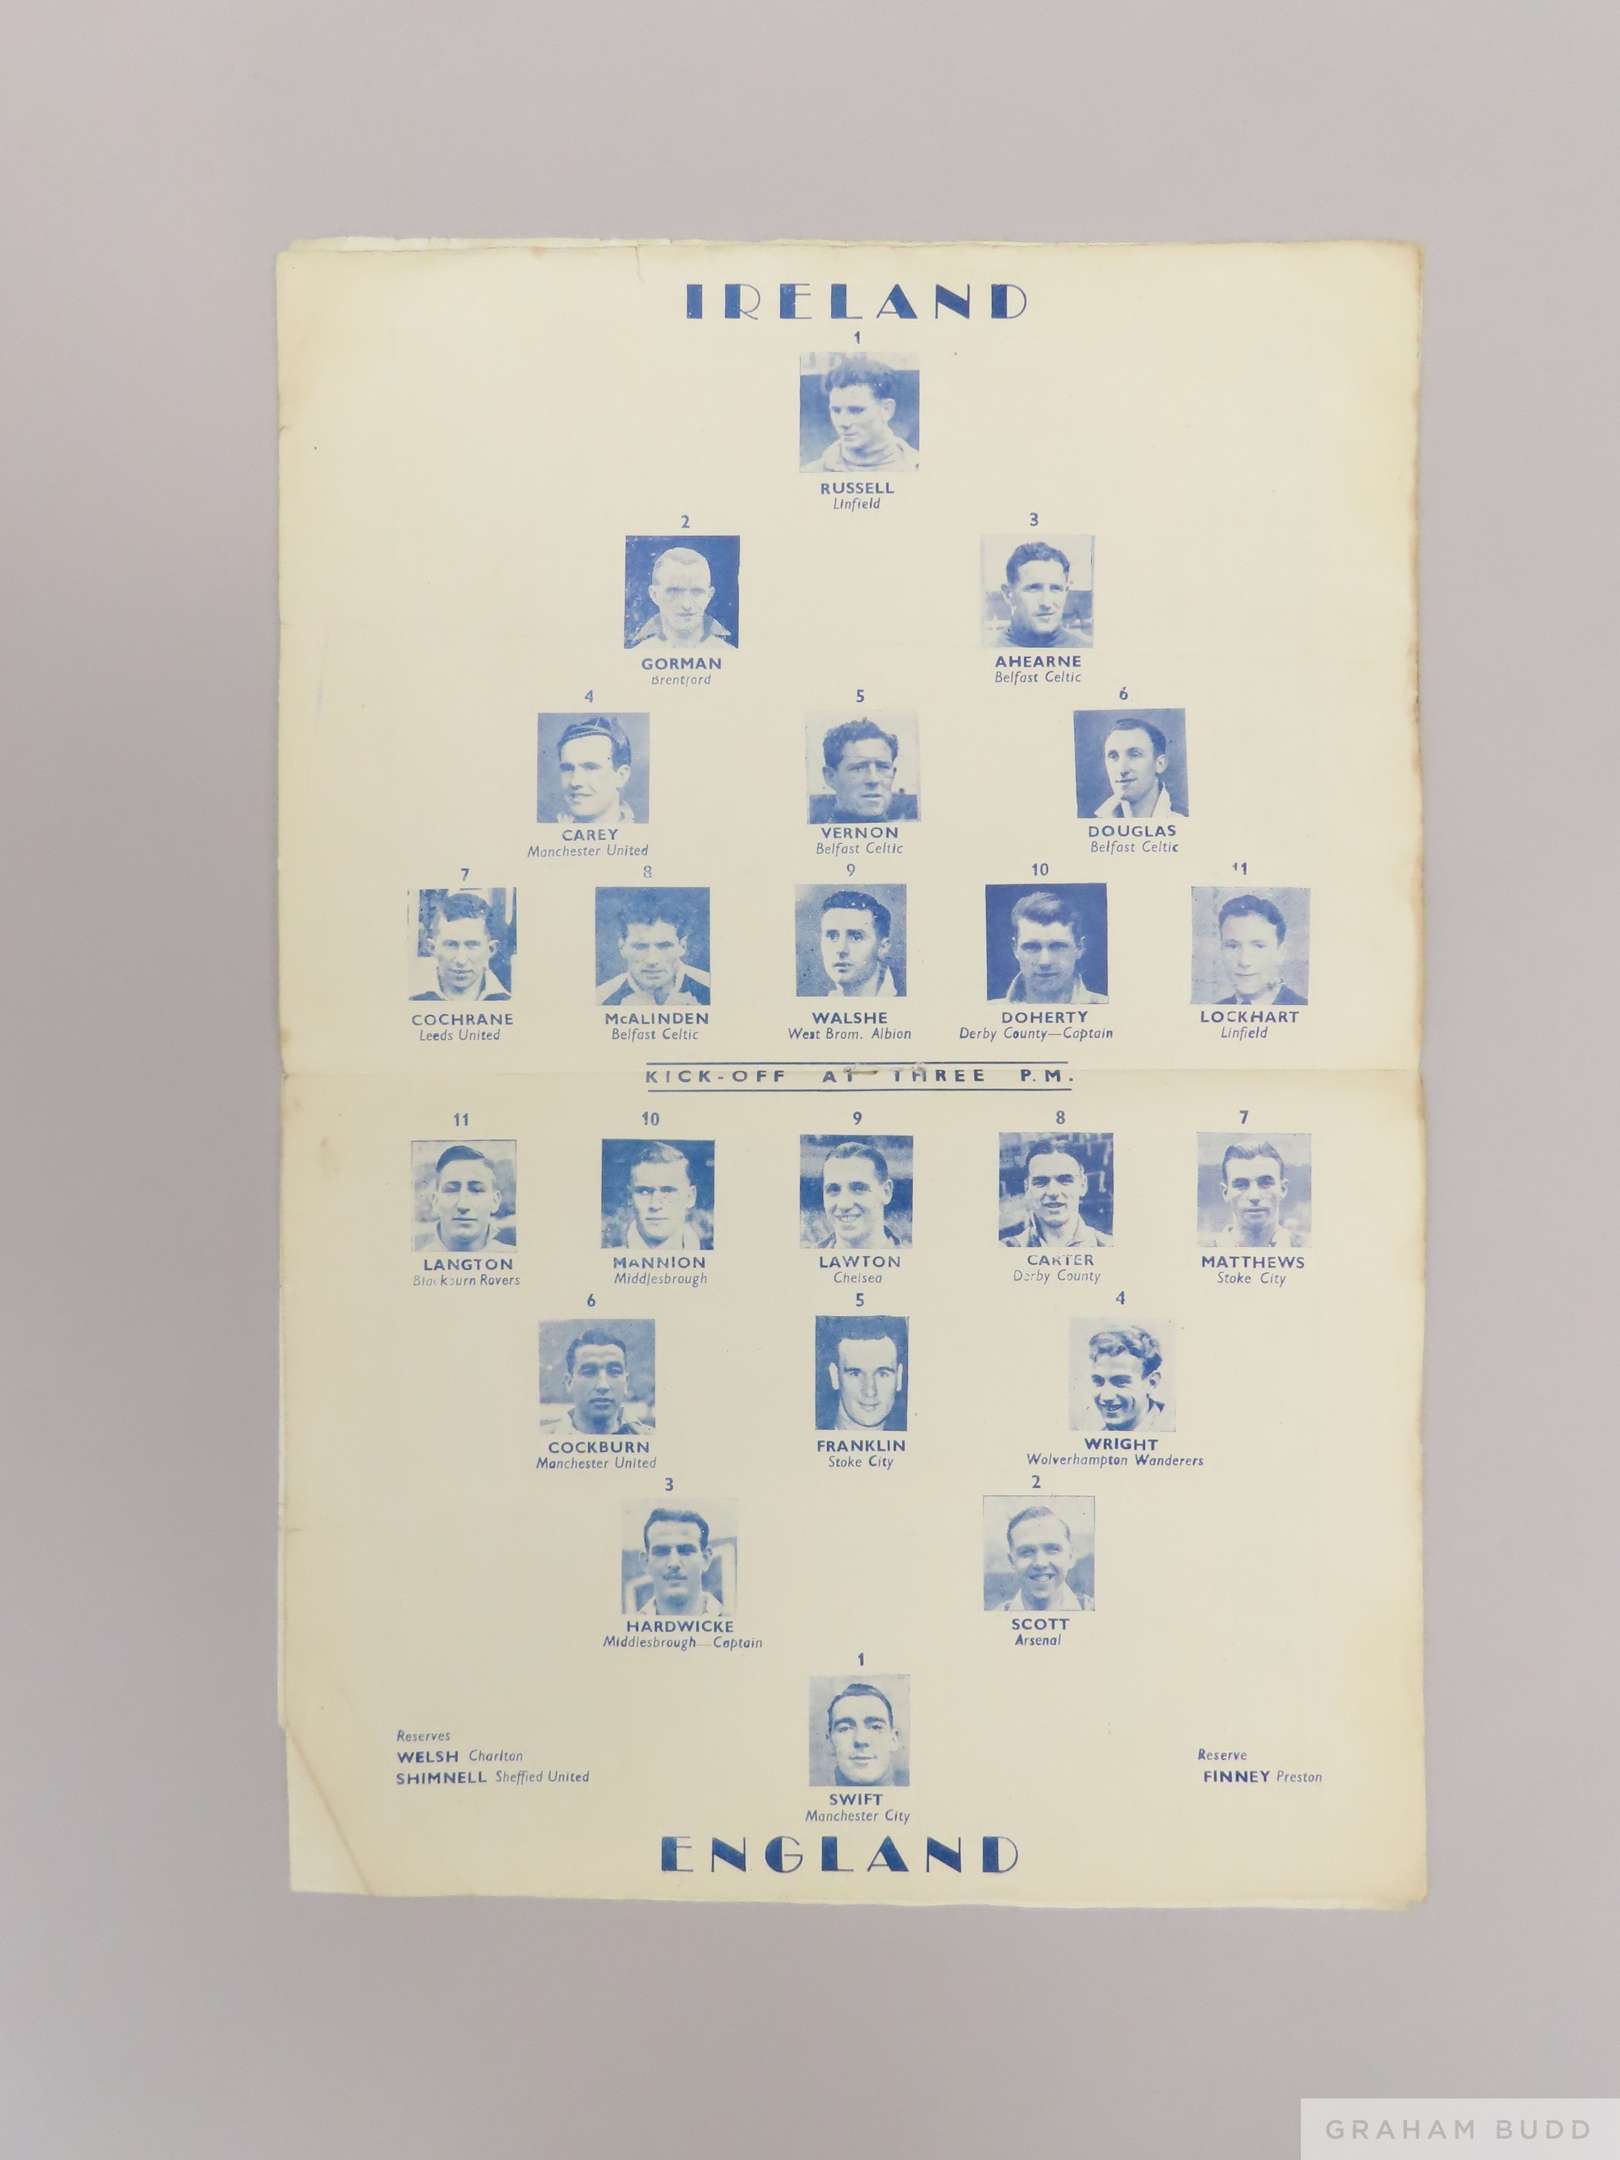 IRELAND
1
RUSSELL
Linfield
2 3
GORMAN AHEARNE
Brentford Belfast Celtic
4 5 6
CAREY VERNON DOUGLAS
Manchester United Belfast Celtic Belfast Celtic
7 8 9 10 11
COCHRANE McALINDEN WALSHE DOHERTY LOCKHART
Leeds United Belfast Celtic West Brom. Albion Derby County—Captain Linfield
KICK-OFF AT THREE P.M.
11 10 9 8 7
LANGTON MANNION LAWTON CARTER MATTHEWS
Blackburn Rovers Middlesbrough Chelsea Derby County Stoke City
6 5 4
COCKBURN FRANKLIN WRIGHT
Manchester United Stoke City Wolverhampton Wanderers
3 2
HARDWICKE SCOTT
Middlesbrough—Captain Arsenal
1
SWIFT
Manchester City
Reserves
WELSH Charlton
SHIMNELL Sheffied United
Reserve
FINNEY Preston
ENGLAND
GRAHAM BUDD